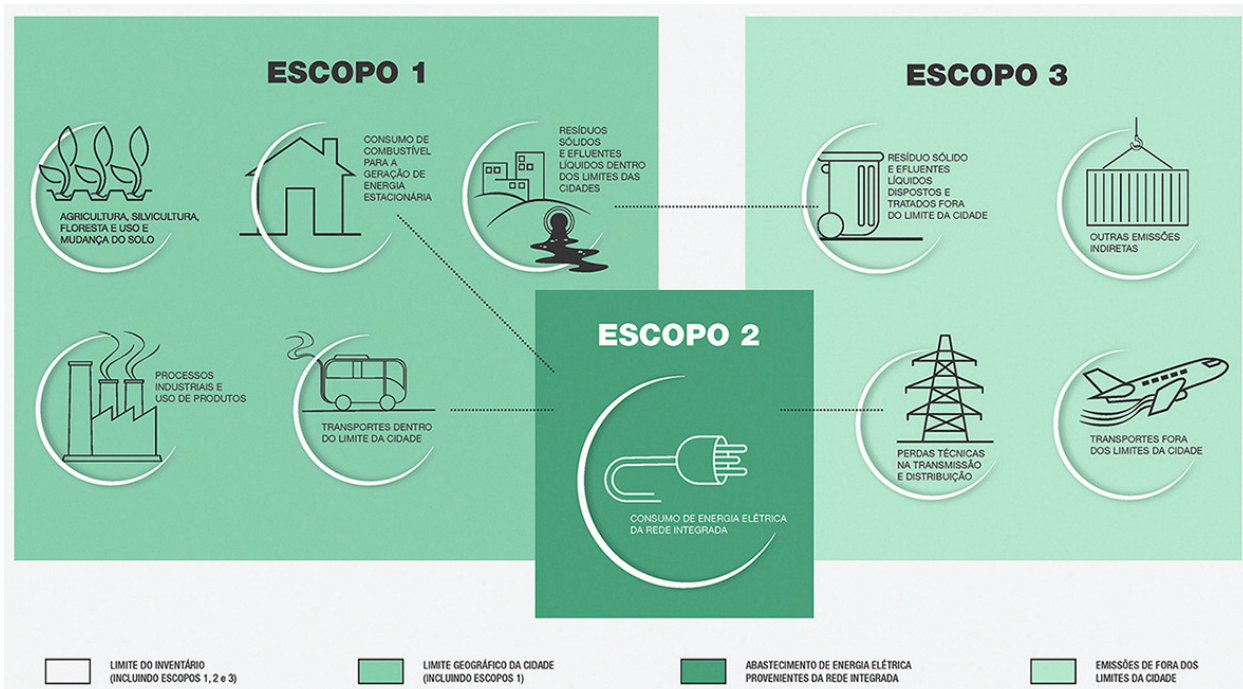 ESCOPO 1
AGRICULTURA, SILVICULTURA,
FLORESTA E USO E
MUDANÇA DO SOLO
CONSUMO DE
COMBUSTÍVEL
PARA A
GERAÇÃO DE
ENERGIA
ESTACIONÁRIA
RESÍDUOS
SÓLIDOS
E EFLUENTES
LÍQUIDOS DENTRO
DOS LIMITES DAS
CIDADES
PROCESSOS
INDUSTRIAIS E
USO DE PRODUTOS
TRANSPORTES DENTRO
DO LIMITE DA CIDADE
ESCOPO 2
CONSUMO DE ENERGIA ELÉTRICA
DA REDE INTEGRADA
ESCOPO 3
RESÍDUO SÓLIDO
E EFLUENTES
LÍQUIDOS
DISPOSTOS E
TRATADOS FORA
DO LIMITE DA CIDADE
OUTRAS EMISSÕES
INDIRETAS
PERDAS TÉCNICAS
NA TRANSMISSÃO
E DISTRIBUIÇÃO
TRANSPORTES FORA
DOS LIMITES DA CIDADE
LIMITE DO INVENTÁRIO
(INCLUINDO ESCOPOS 1, 2 e 3)
LIMITE GEOGRÁFICO DA CIDADE
(INCLUINDO ESCOPOS 1)
ABASTECIMENTO DE ENERGIA ELÉTRICA
PROVENIENTES DA REDE INTEGRADA
EMISSÕES DE FORA DOS
LIMITES DA CIDADE